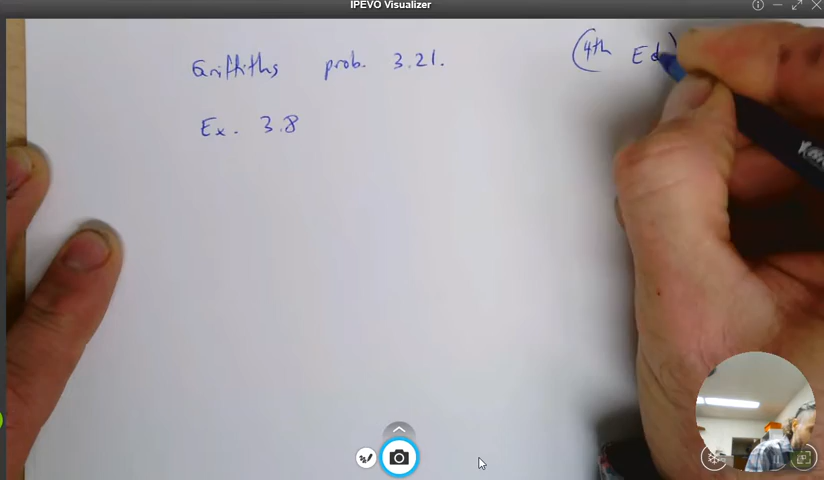 IPEVO Visualizer
Griffiths prob. 3.21. (4th Ed)
Ex. 3.8